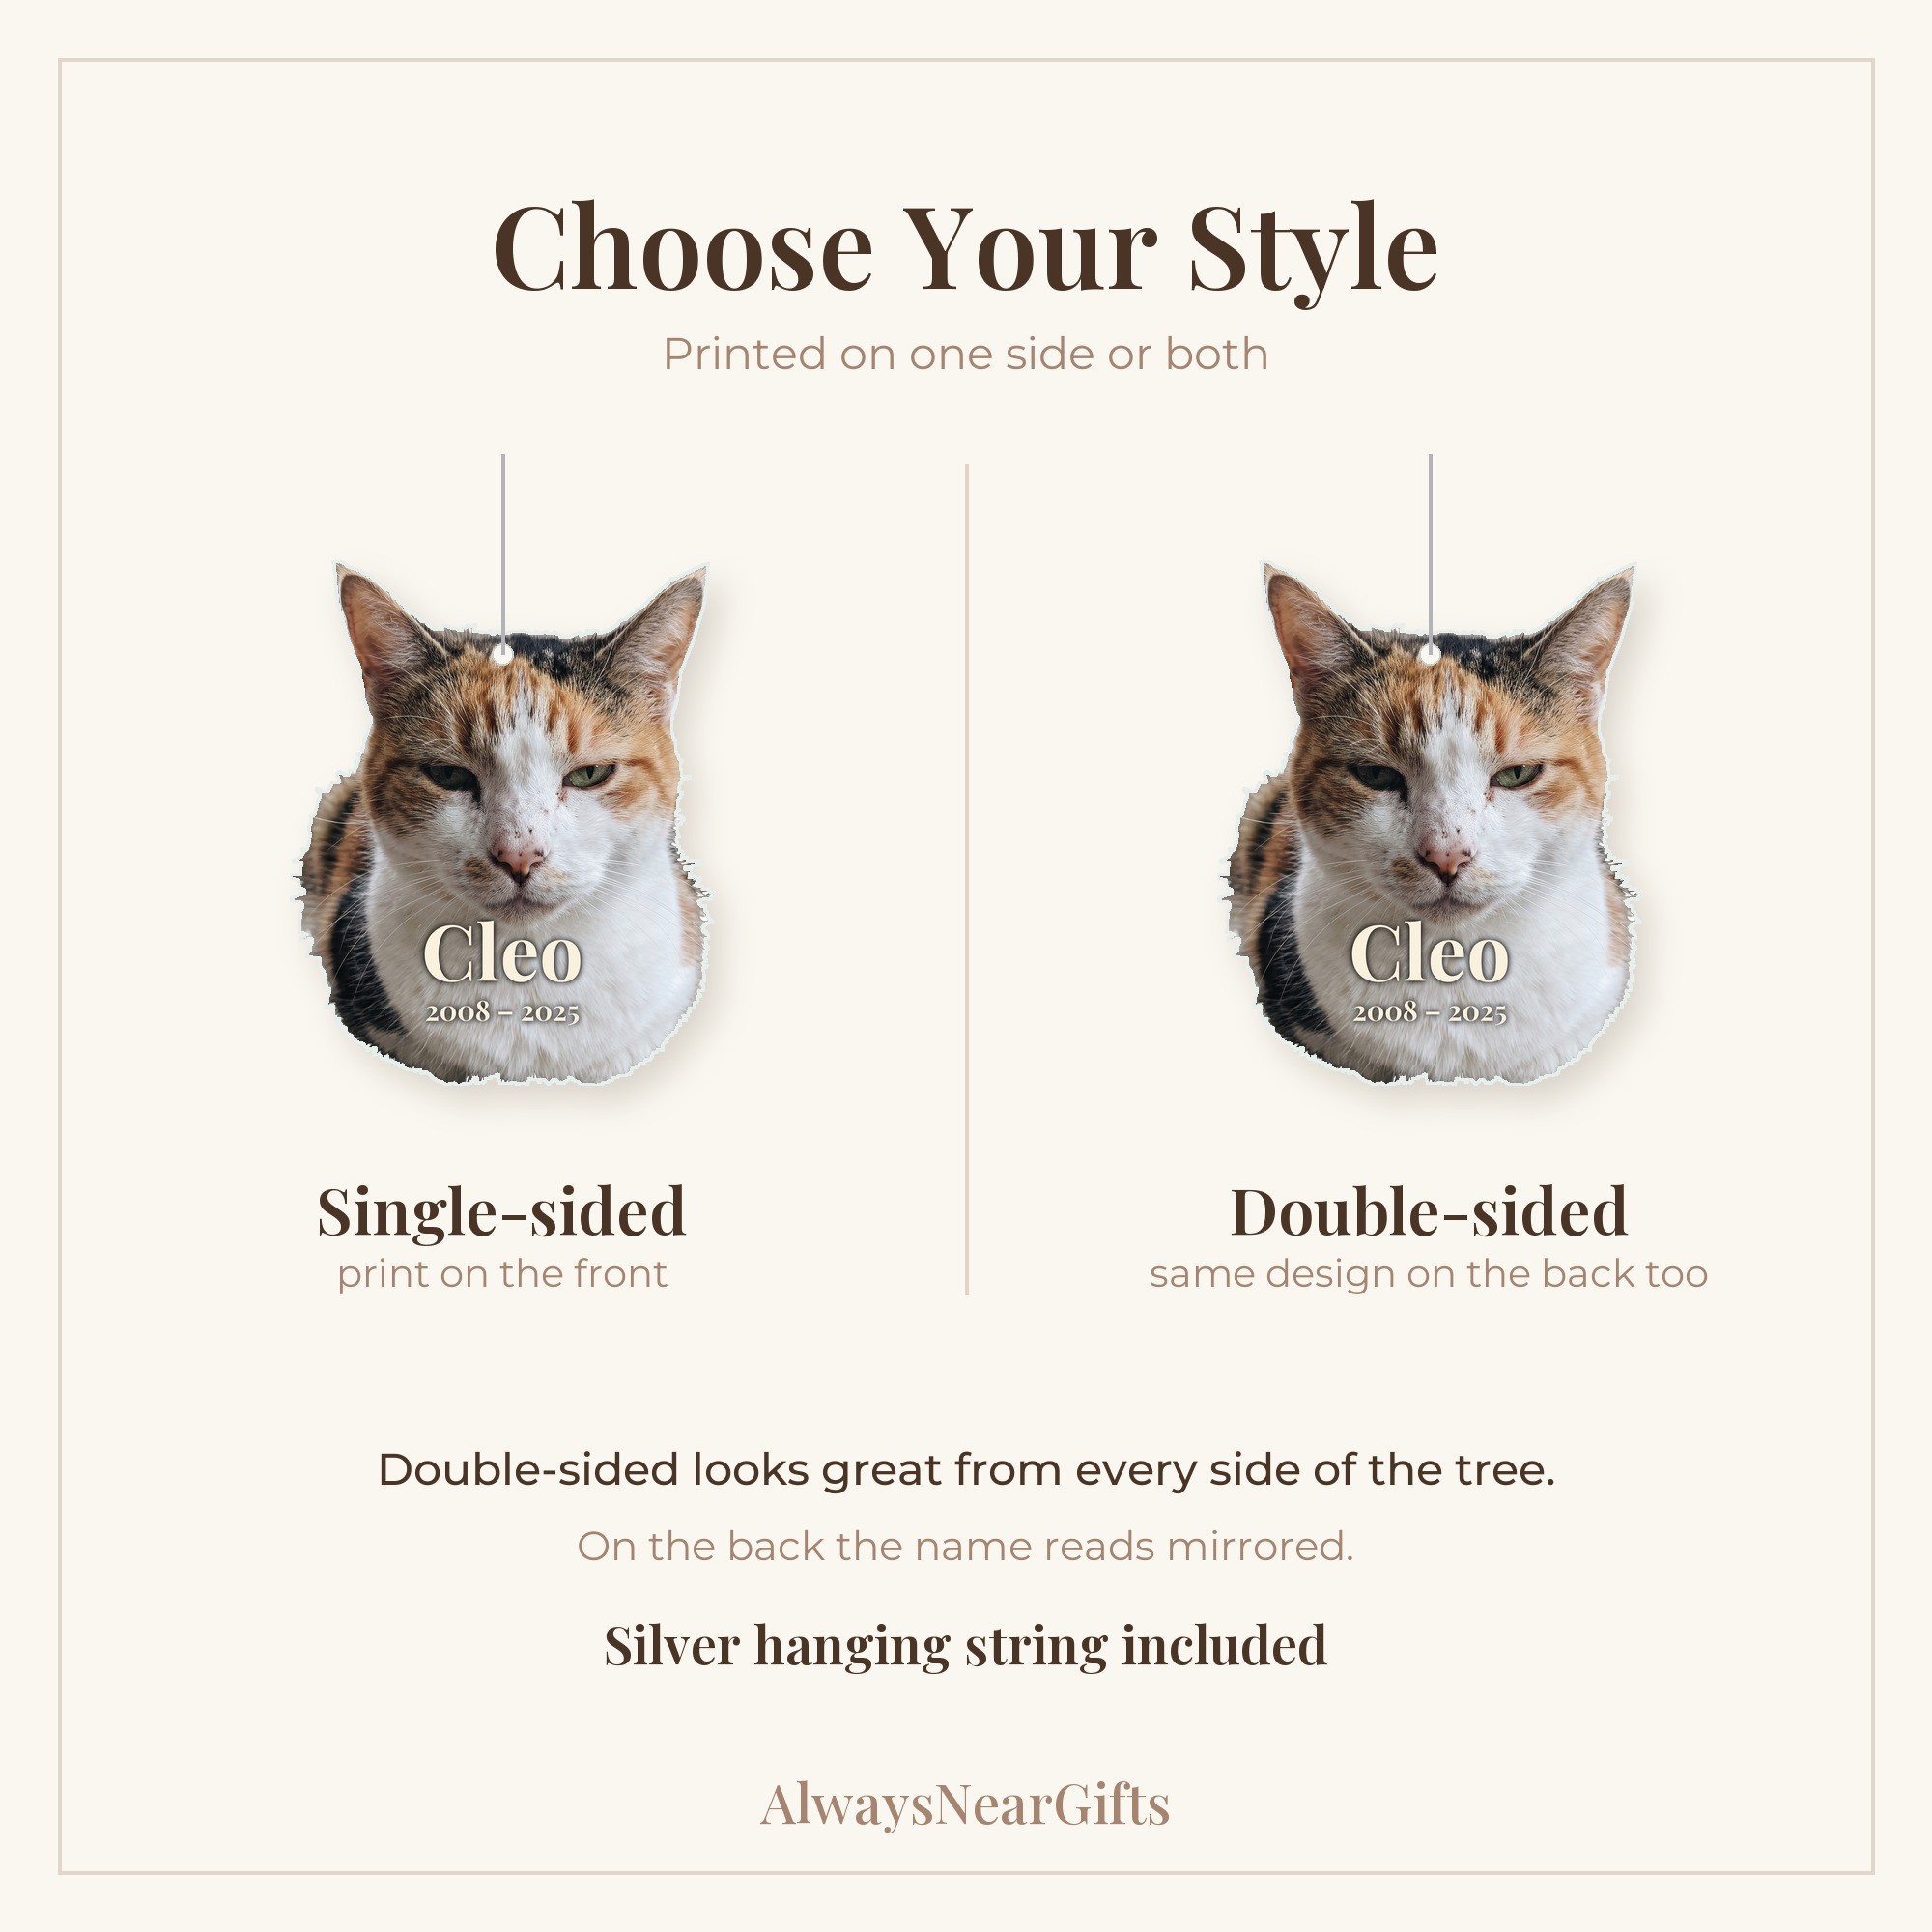 Choose Your Style
Printed on one side or both
Cleo
2008 – 2025
Cleo
2008 – 2025
Single-sided
print on the front
Double-sided
same design on the back too
Double-sided looks great from every side of the tree.
On the back the name reads mirrored.
Silver hanging string included
AlwaysNearGifts